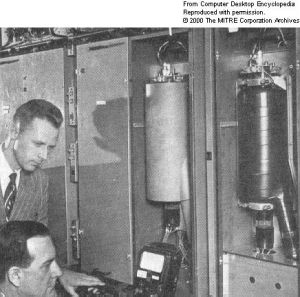 From Computer Desktop Encyclopedia
Reproduced with permission.
© 2000 The MITRE Corporation Archives